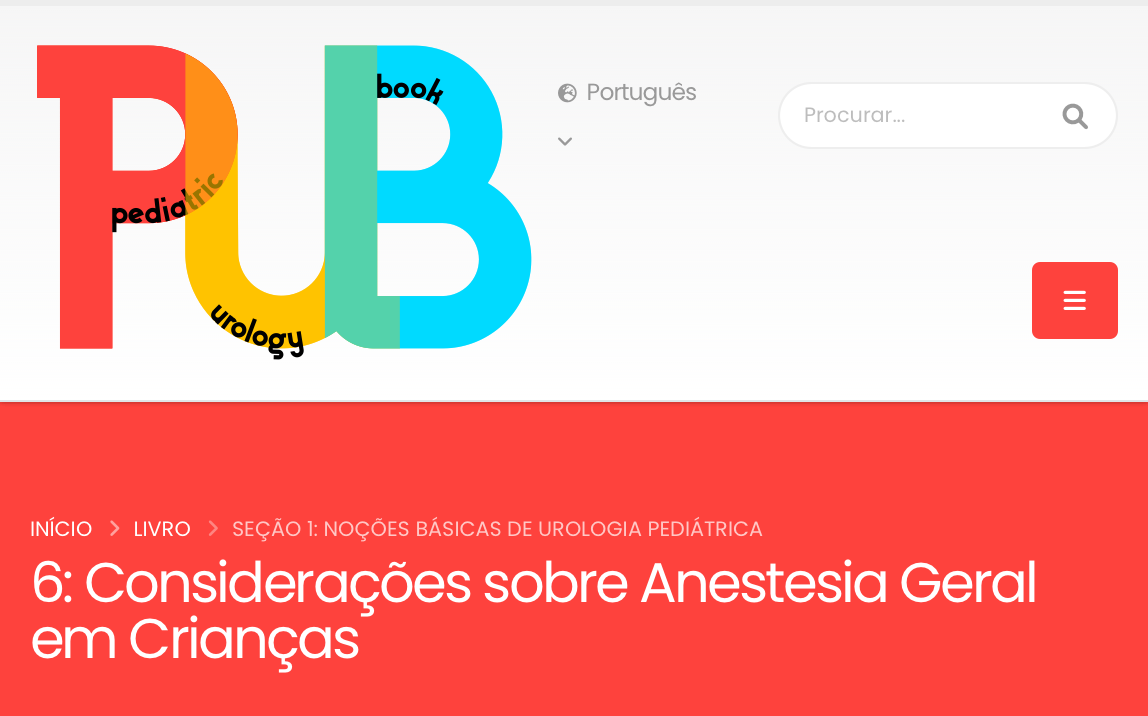 PUB
pediatric
urology
book
Português
Procurar...
INÍCIO
LIVRO
SEÇÃO 1: NOÇÕES BÁSICAS DE UROLOGIA PEDIÁTRICA
6: Considerações sobre Anestesia Geral
em Crianças